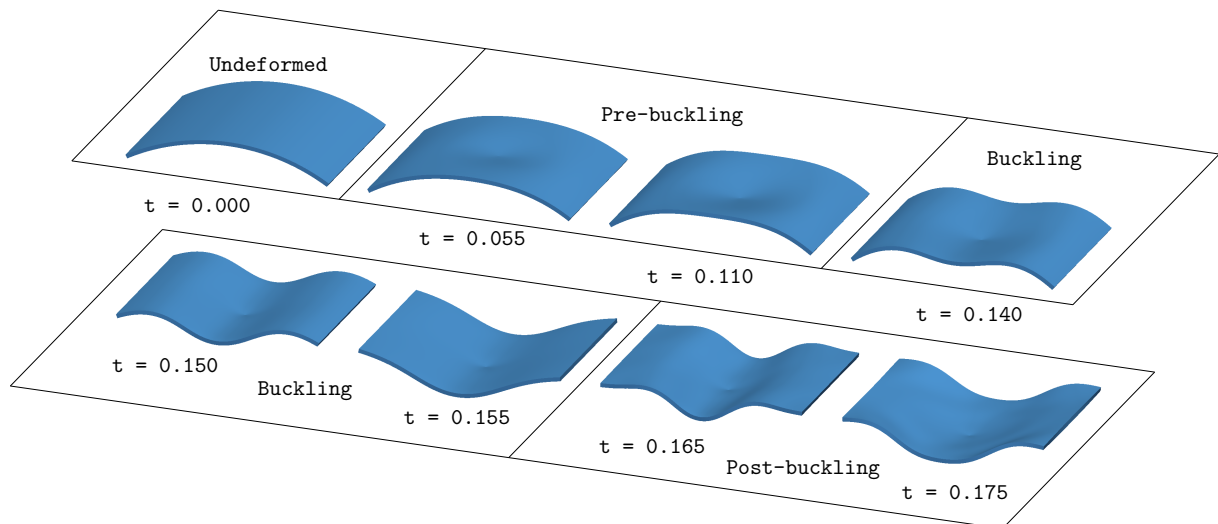 Undeformed
Pre-buckling
Buckling
t = 0.000
t = 0.055
t = 0.110
t = 0.140
t = 0.150
Buckling
t = 0.155
t = 0.165
Post-buckling
t = 0.175